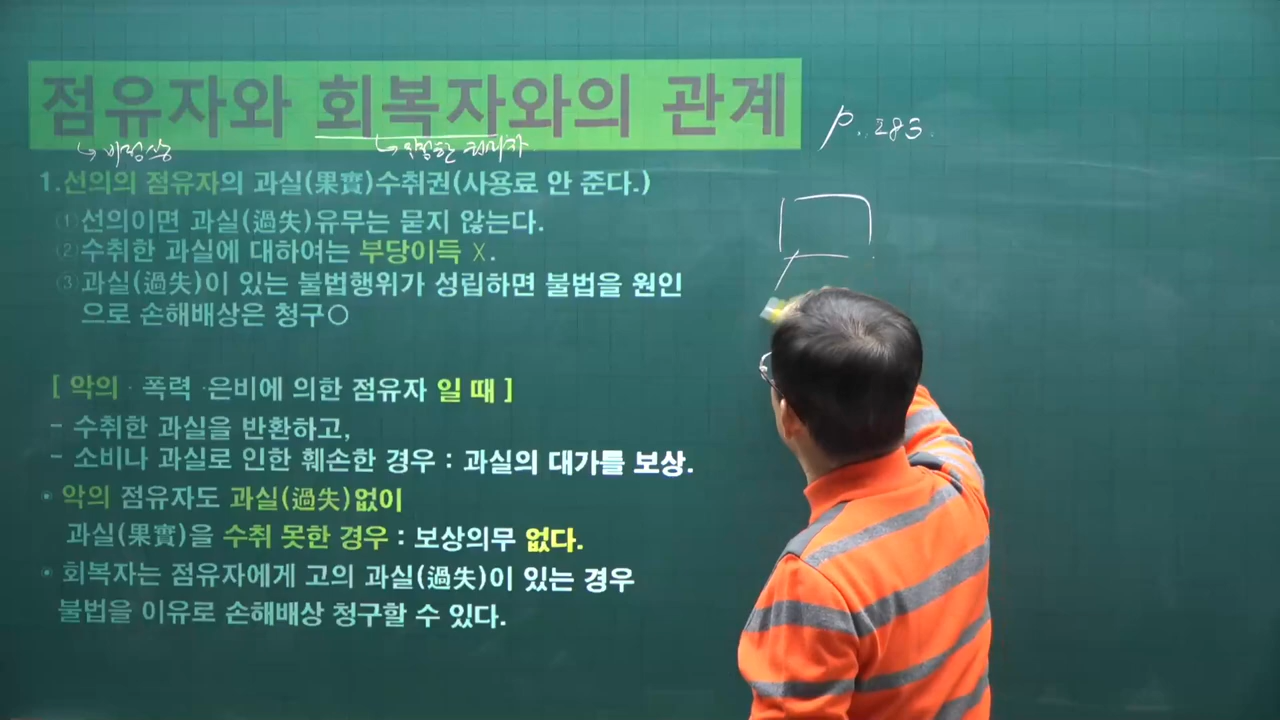 점유자와 회복자와의 관계
p. 283.
1.선의의 점유자의 과실(果實)수취권(사용료 안 준다.)
①선의이면 과실(過失)유무는 묻지 않는다.
②수취한 과실에 대하여는 부당이득 X.
③과실(過失)이 있는 불법행위가 성립하면 불법을 원인
으로 손해배상은 청구○
[ 악의 · 폭력 ·은비에 의한 점유자 일 때 ]
- 수취한 과실을 반환하고,
- 소비나 과실로 인한 훼손한 경우 : 과실의 대가를 보상.
• 악의 점유자도 과실(過失)없이
과실(果實)을 수취 못한 경우 : 보상의무 없다.
• 회복자는 점유자에게 고의 과실(過失)이 있는 경우
불법을 이유로 손해배상 청구할 수 있다.